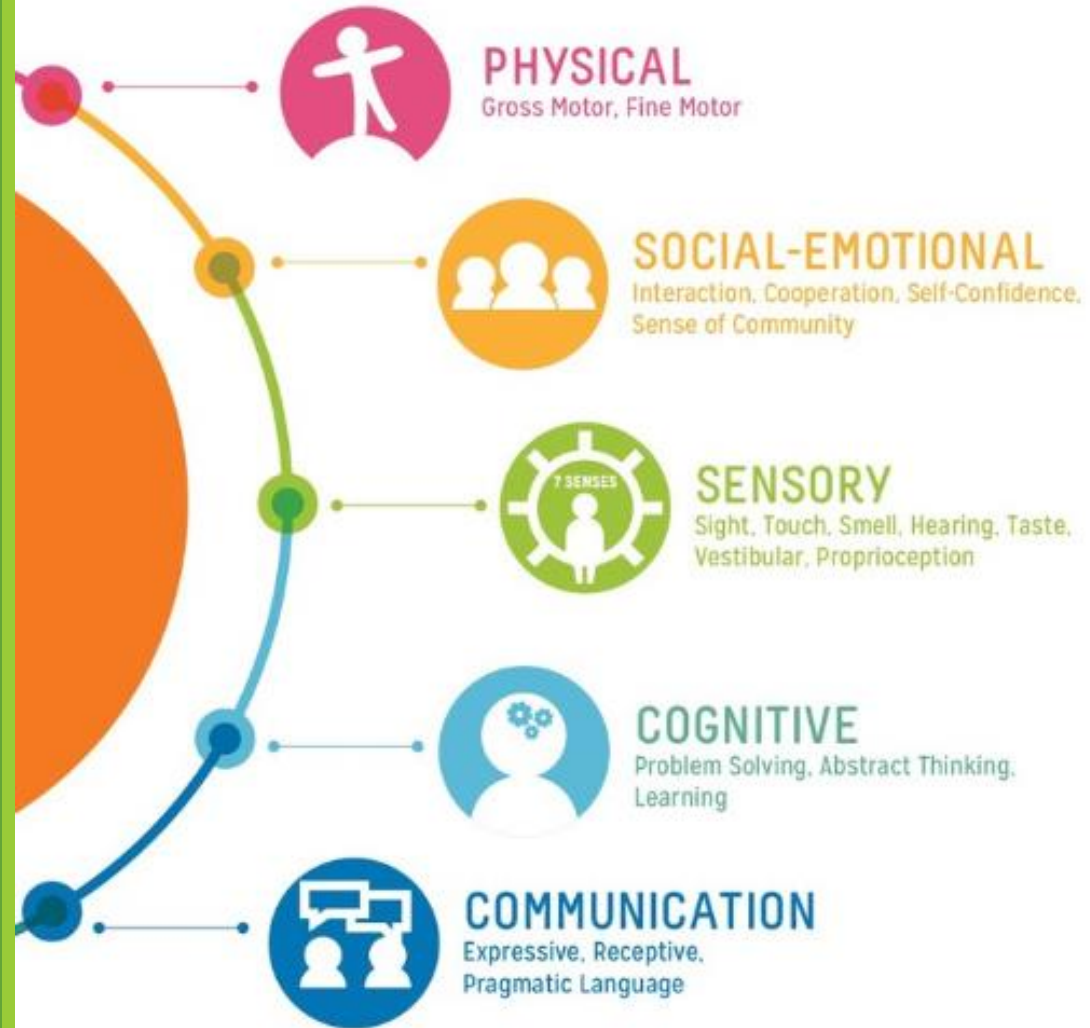 PHYSICAL
Gross Motor, Fine Motor
SOCIAL-EMOTIONAL
Interaction, Cooperation, Self-Confidence,
Sense of Community
7 SENSES
SENSORY
Sight, Touch, Smell, Hearing, Taste,
Vestibular, Proprioception
COGNITIVE
Problem Solving, Abstract Thinking,
Learning
COMMUNICATION
Expressive, Receptive,
Pragmatic Language